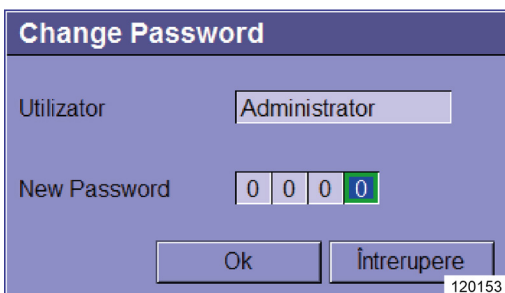 Change Password
Utilizator Administrator
New Password 0 0 0 0
Ok Întrerupere
120153